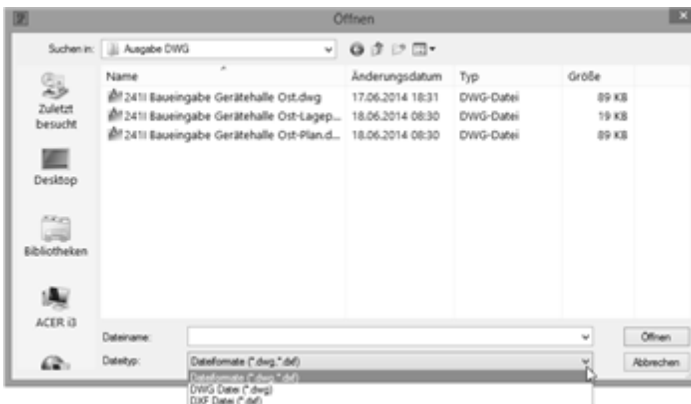 Öffnen
Suchen in: Ausgabe DWG
Name Änderungsdatum Typ Größe
241I Baueingabe Gerätehalle Ost.dwg 17.06.2014 18:31 DWG-Datei 89 KB
241I Baueingabe Gerätehalle Ost-Lagep... 18.06.2014 08:30 DWG-Datei 19 KB
241I Baueingabe Gerätehalle Ost-Plan.d... 18.06.2014 08:30 DWG-Datei 89 KB
Zuletzt
besucht
Desktop
Bibliotheken
ACER i3
Dateiname: Öffnen
Dateityp: Dateiformate (*.dwg,*.dxf) Abbrechen
Dateiformate (*.dwg,*.dxf)
DWG Datei (*.dwg)
DXF Datei (*.dxf)